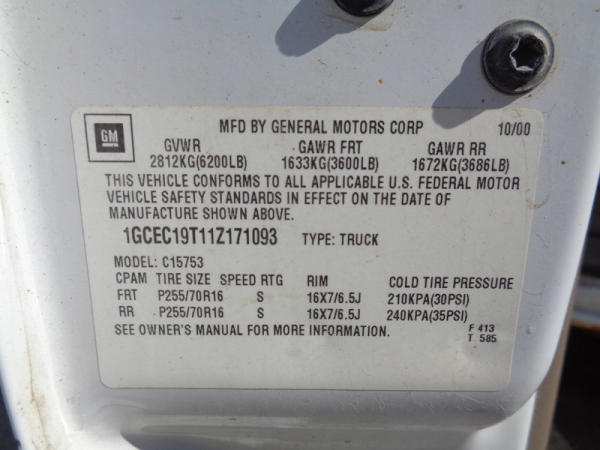 GM
MFD BY GENERAL MOTORS CORP 10/00
GVWR GAWR FRT GAWR RR
2812KG(6200LB) 1633KG(3600LB) 1672KG(3686LB)
THIS VEHICLE CONFORMS TO ALL APPLICABLE U.S. FEDERAL MOTOR
VEHICLE SAFETY STANDARDS IN EFFECT ON THE DATE OF
MANUFACTURE SHOWN ABOVE.
1GCEC19T11Z171093 TYPE: TRUCK
MODEL: C15753
CPAM TIRE SIZE SPEED RTG RIM COLD TIRE PRESSURE
FRT P255/70R16 S 16X7/6.5J 210KPA(30PSI)
RR P255/70R16 S 16X7/6.5J 240KPA(35PSI)
SEE OWNER'S MANUAL FOR MORE INFORMATION. F 413
T 585